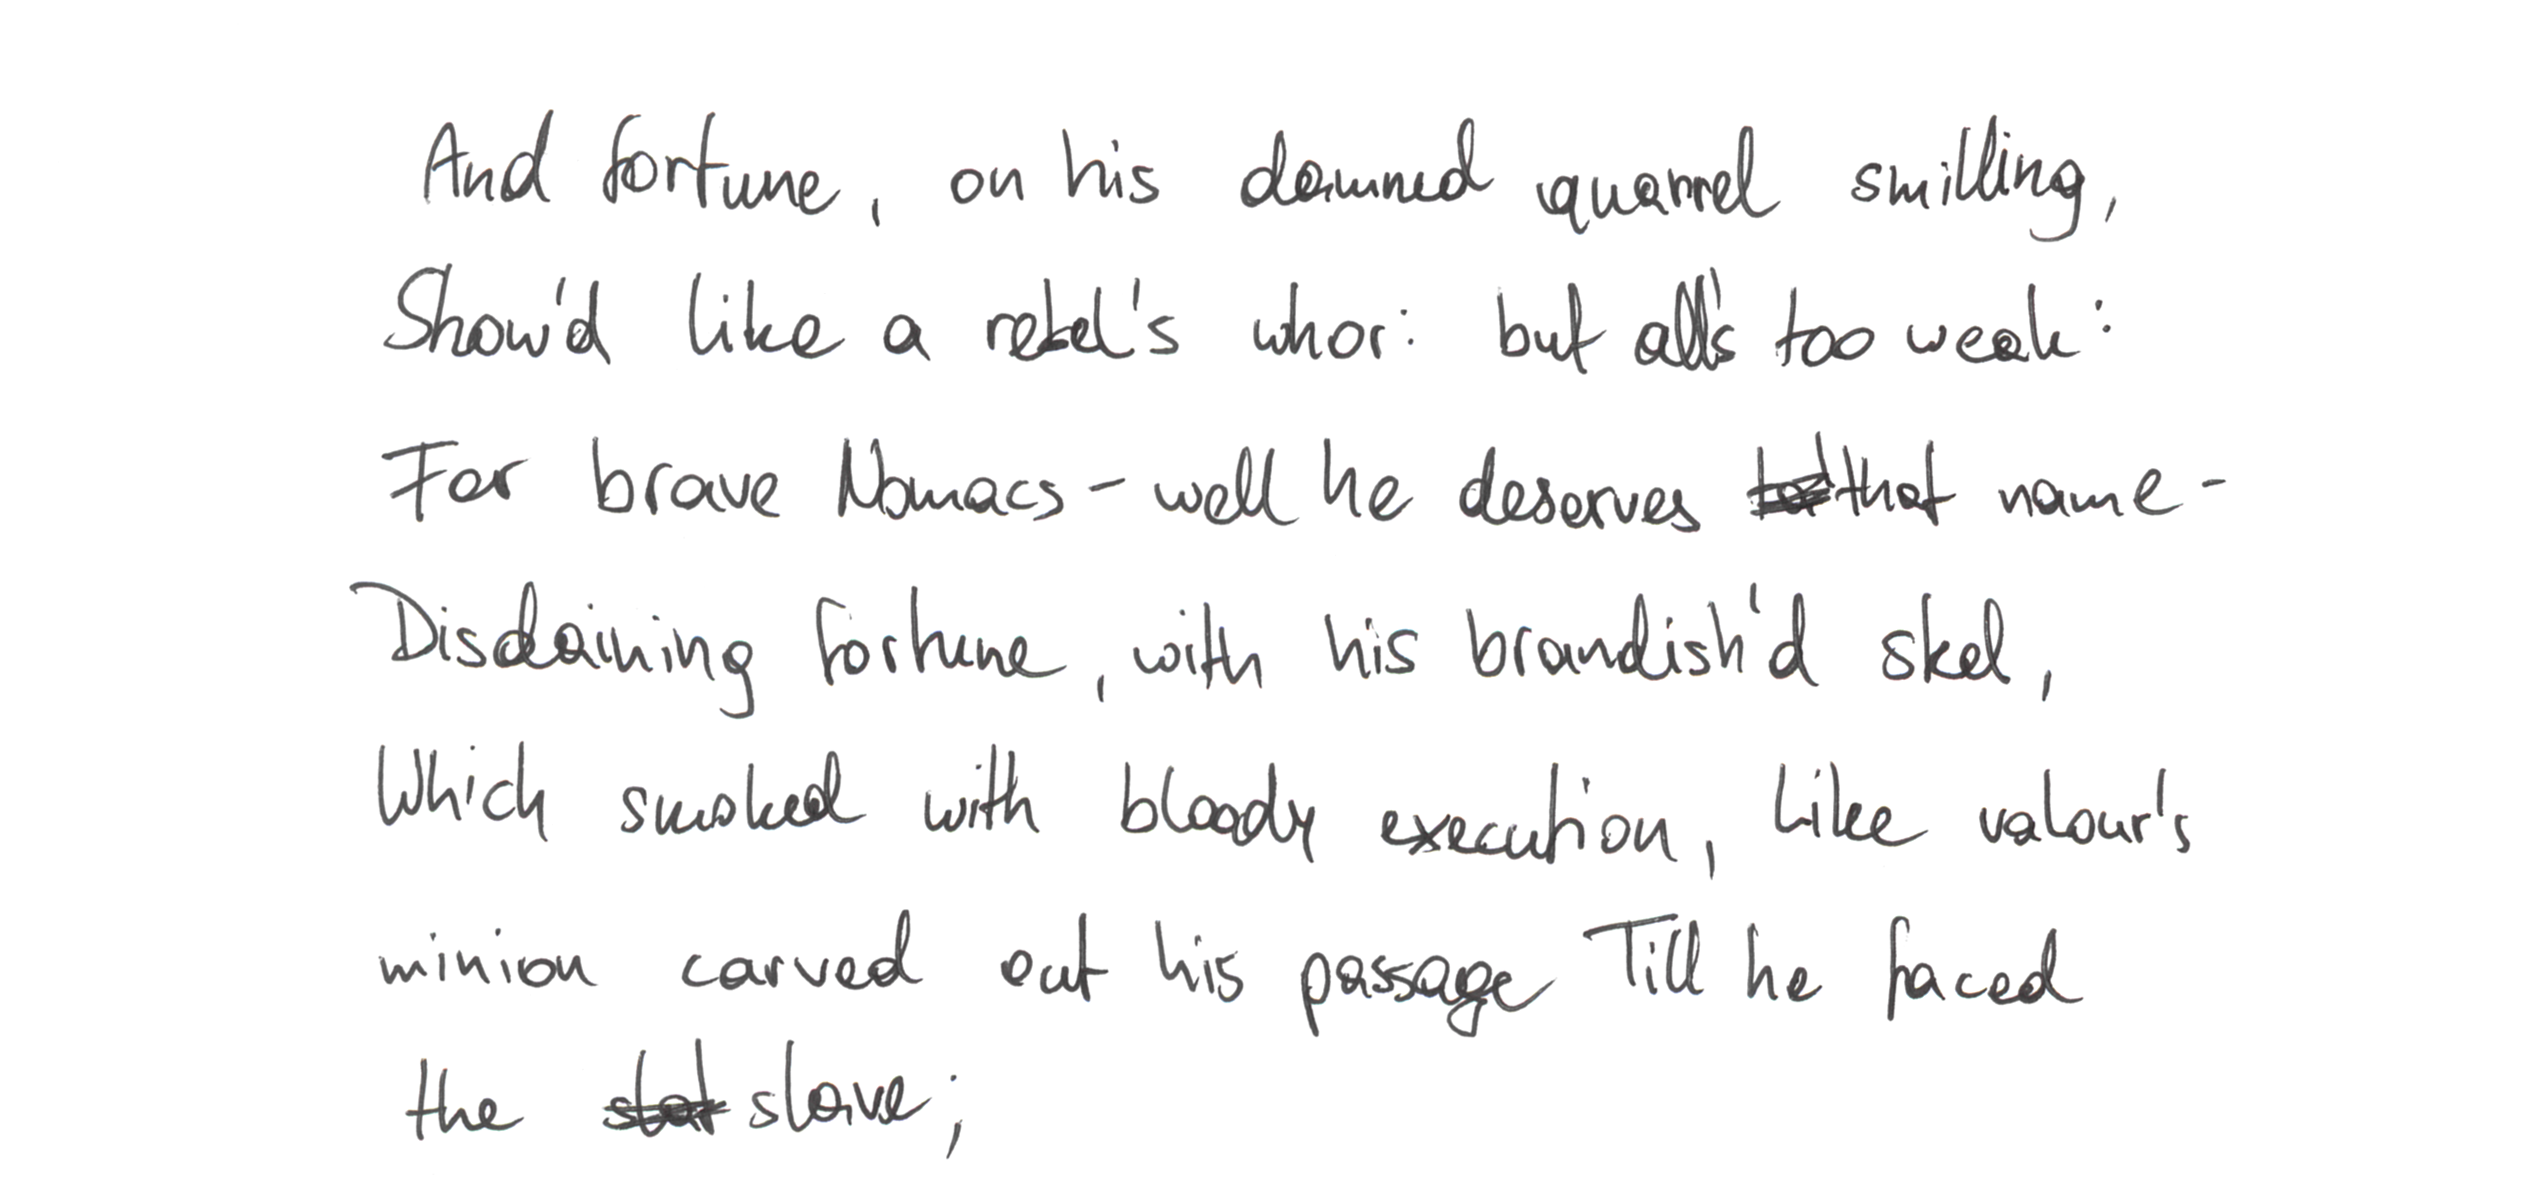 And fortune, on his damned quarrel smilling,
Show'd like a rebel's whor: but all's too weak:
For brave Nomacs - well he deserves that name -
Disdaining fortune, with his brandish'd skel,
Which smoked with bloody execution, Like valour's
minion carved out his passage Till he faced
the slave;